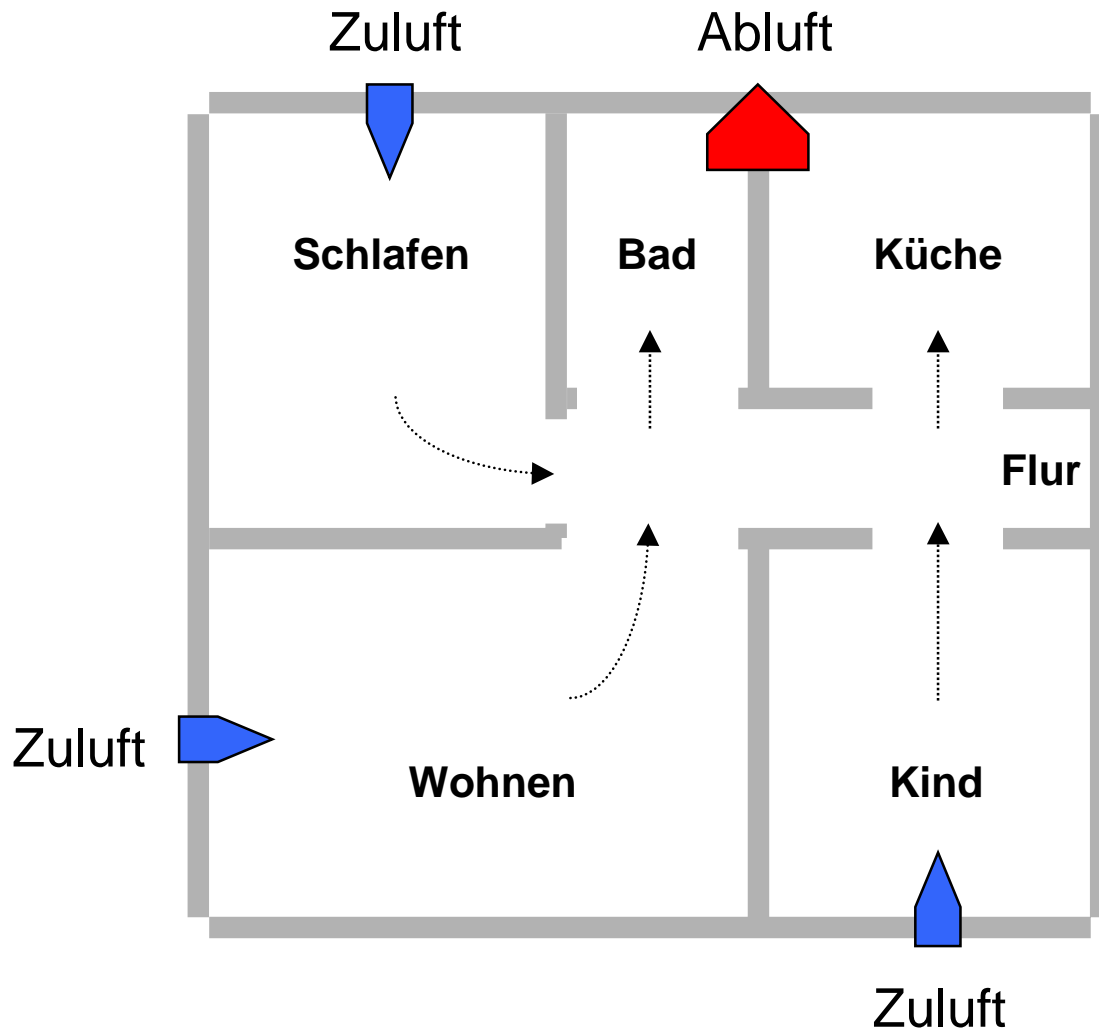 Zuluft
Abluft
Schlafen
Bad
Küche
Flur
Zuluft
Wohnen
Kind
Zuluft